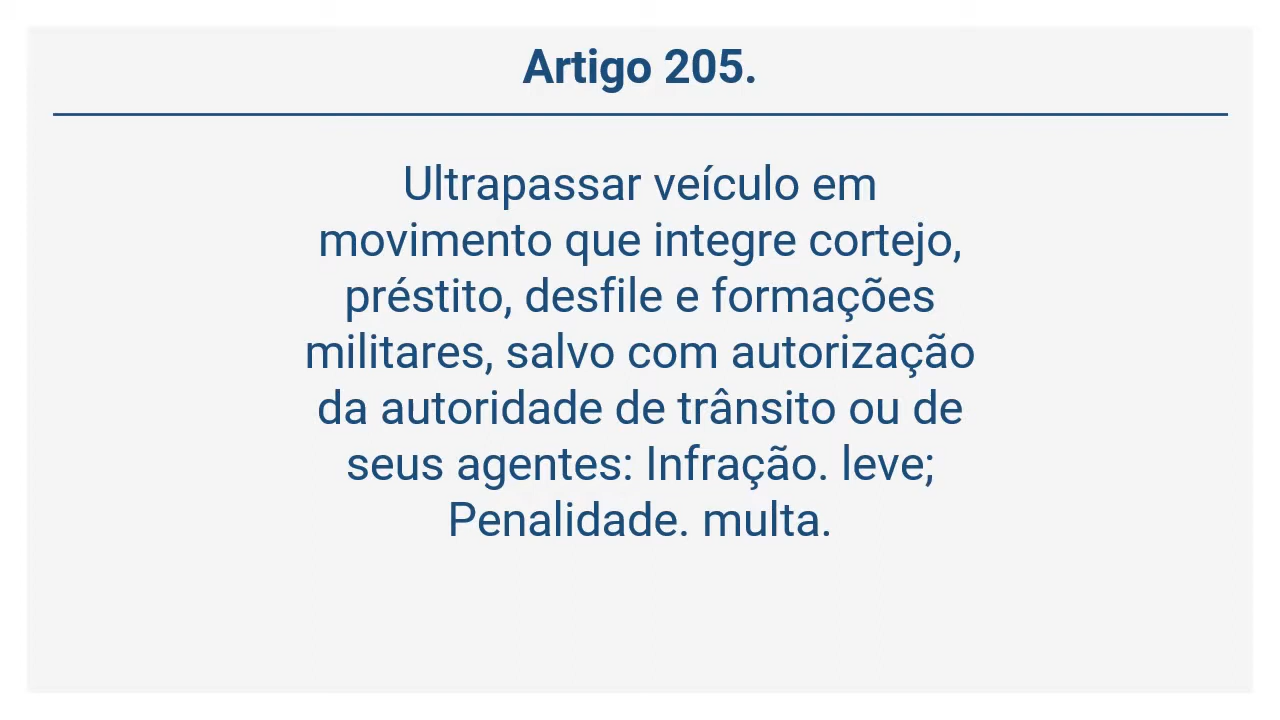 Artigo 205.
Ultrapassar veículo em
movimento que integre cortejo,
préstito, desfile e formações
militares, salvo com autorização
da autoridade de trânsito ou de
seus agentes: Infração. leve;
Penalidade. multa.